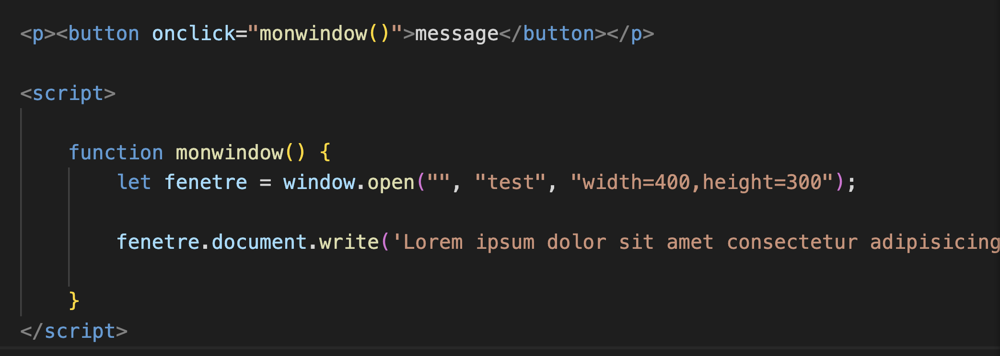 <p><button onclick="monwindow()">message</button></p>
<script>
function monwindow() {
let fenetre = window.open("", "test", "width=400,height=300");
fenetre.document.write('Lorem ipsum dolor sit amet consectetur adipisicing
}
</script>